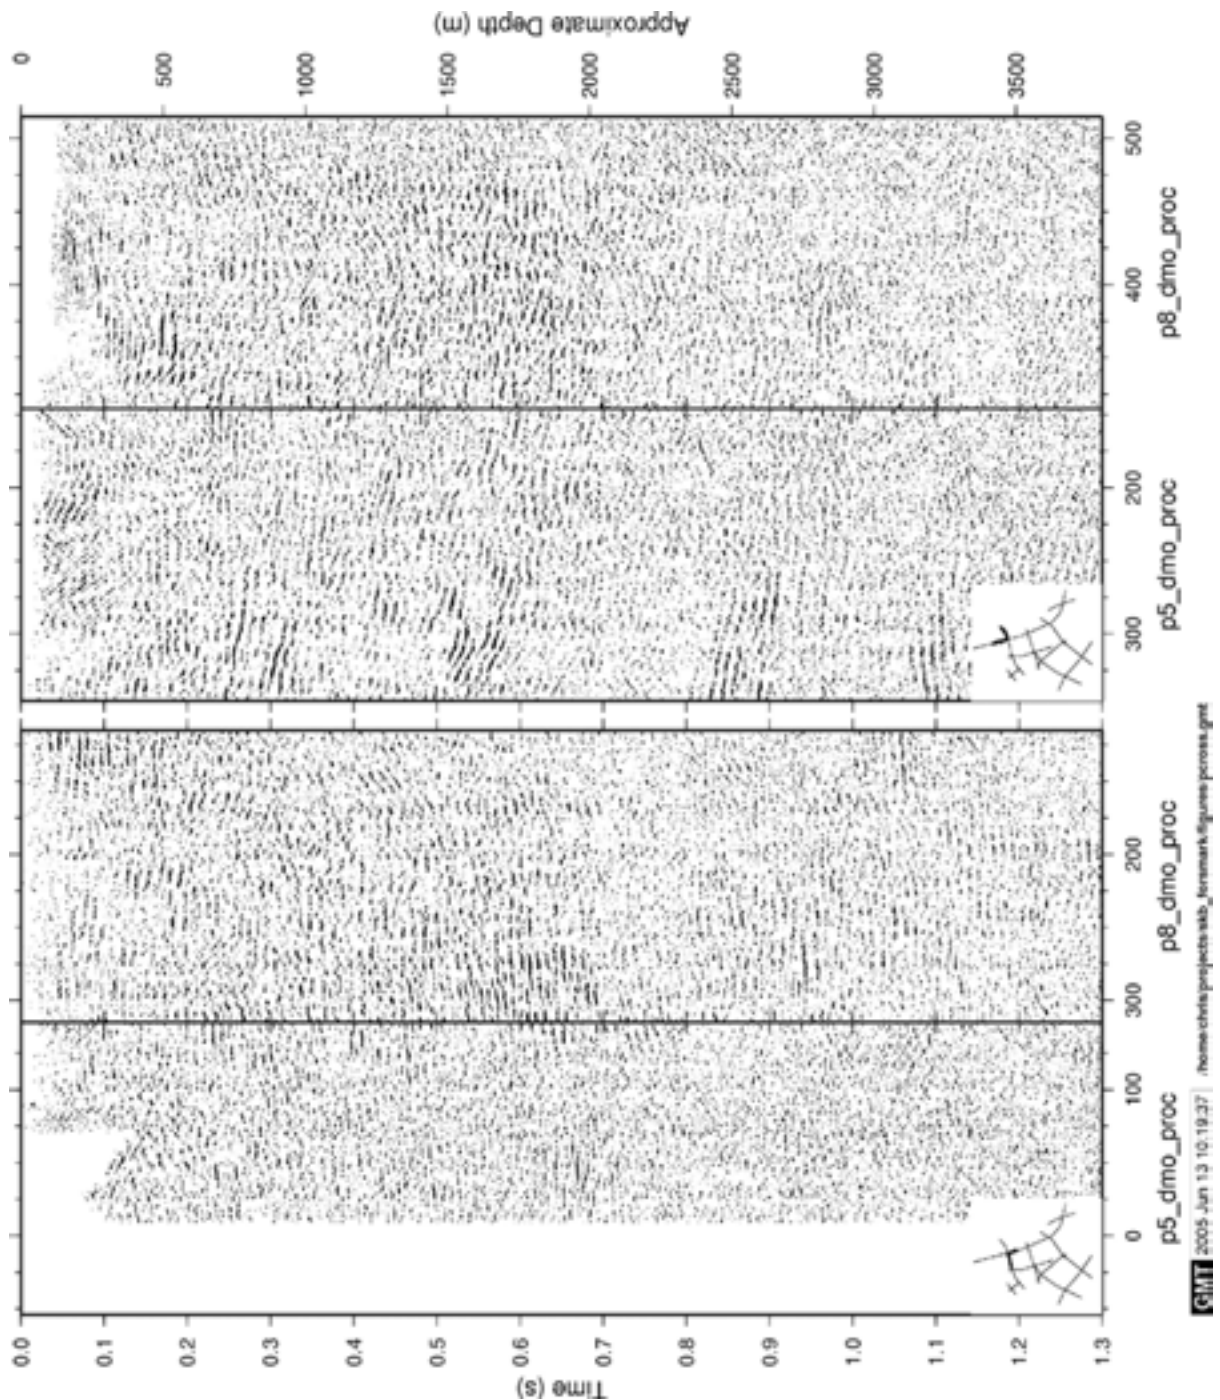 Approximate Depth (m)
0 500 1000 1500 2000 2500 3000 3500
500
400
p8_dmo_proc
200
300
p5_dmo_proc
200
300
p8_dmo_proc
100
0
p5_dmo_proc
0.0 0.1 0.2 0.3 0.4 0.5 0.6 0.7 0.8 0.9 1.0 1.1 1.2 1.3
Time (s)
GMT 2005 Jun 13 10:19:37